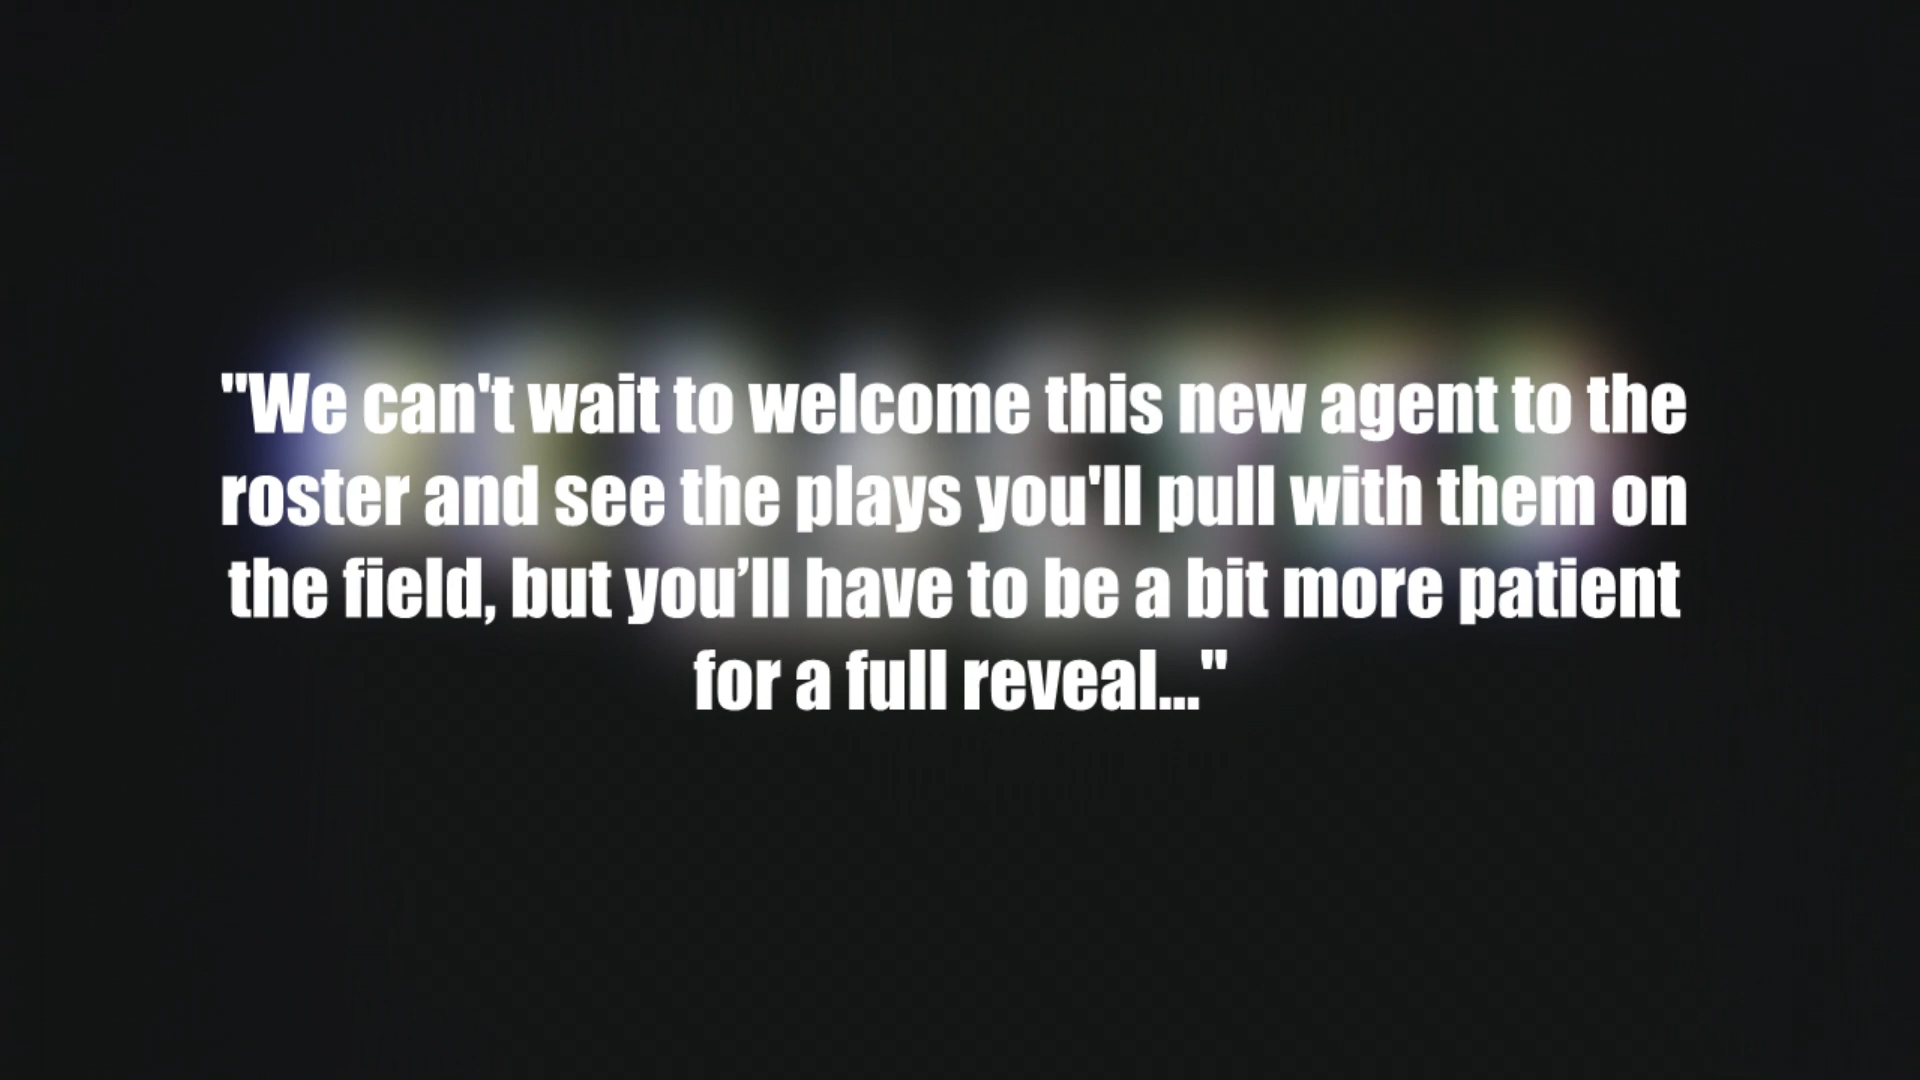 "We can't wait to welcome this new agent to the
roster and see the plays you'll pull with them on
the field, but you’ll have to be a bit more patient
for a full reveal..."